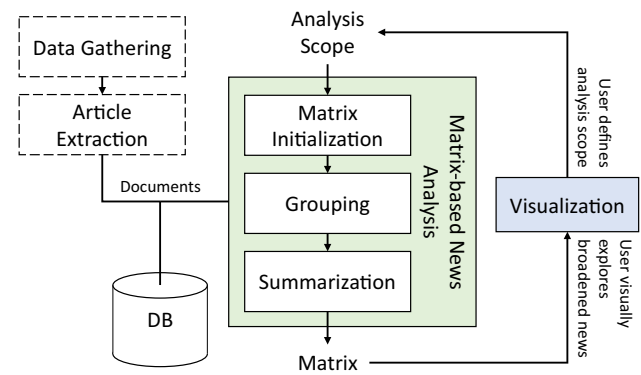 Data Gathering
Article
Extraction
Documents
DB
Analysis
Scope
Matrix
Initialization
Grouping
Summarization
Matrix-based News
Analysis
Matrix
User defines
analysis scope
Visualization
User visually
explores
broadened news